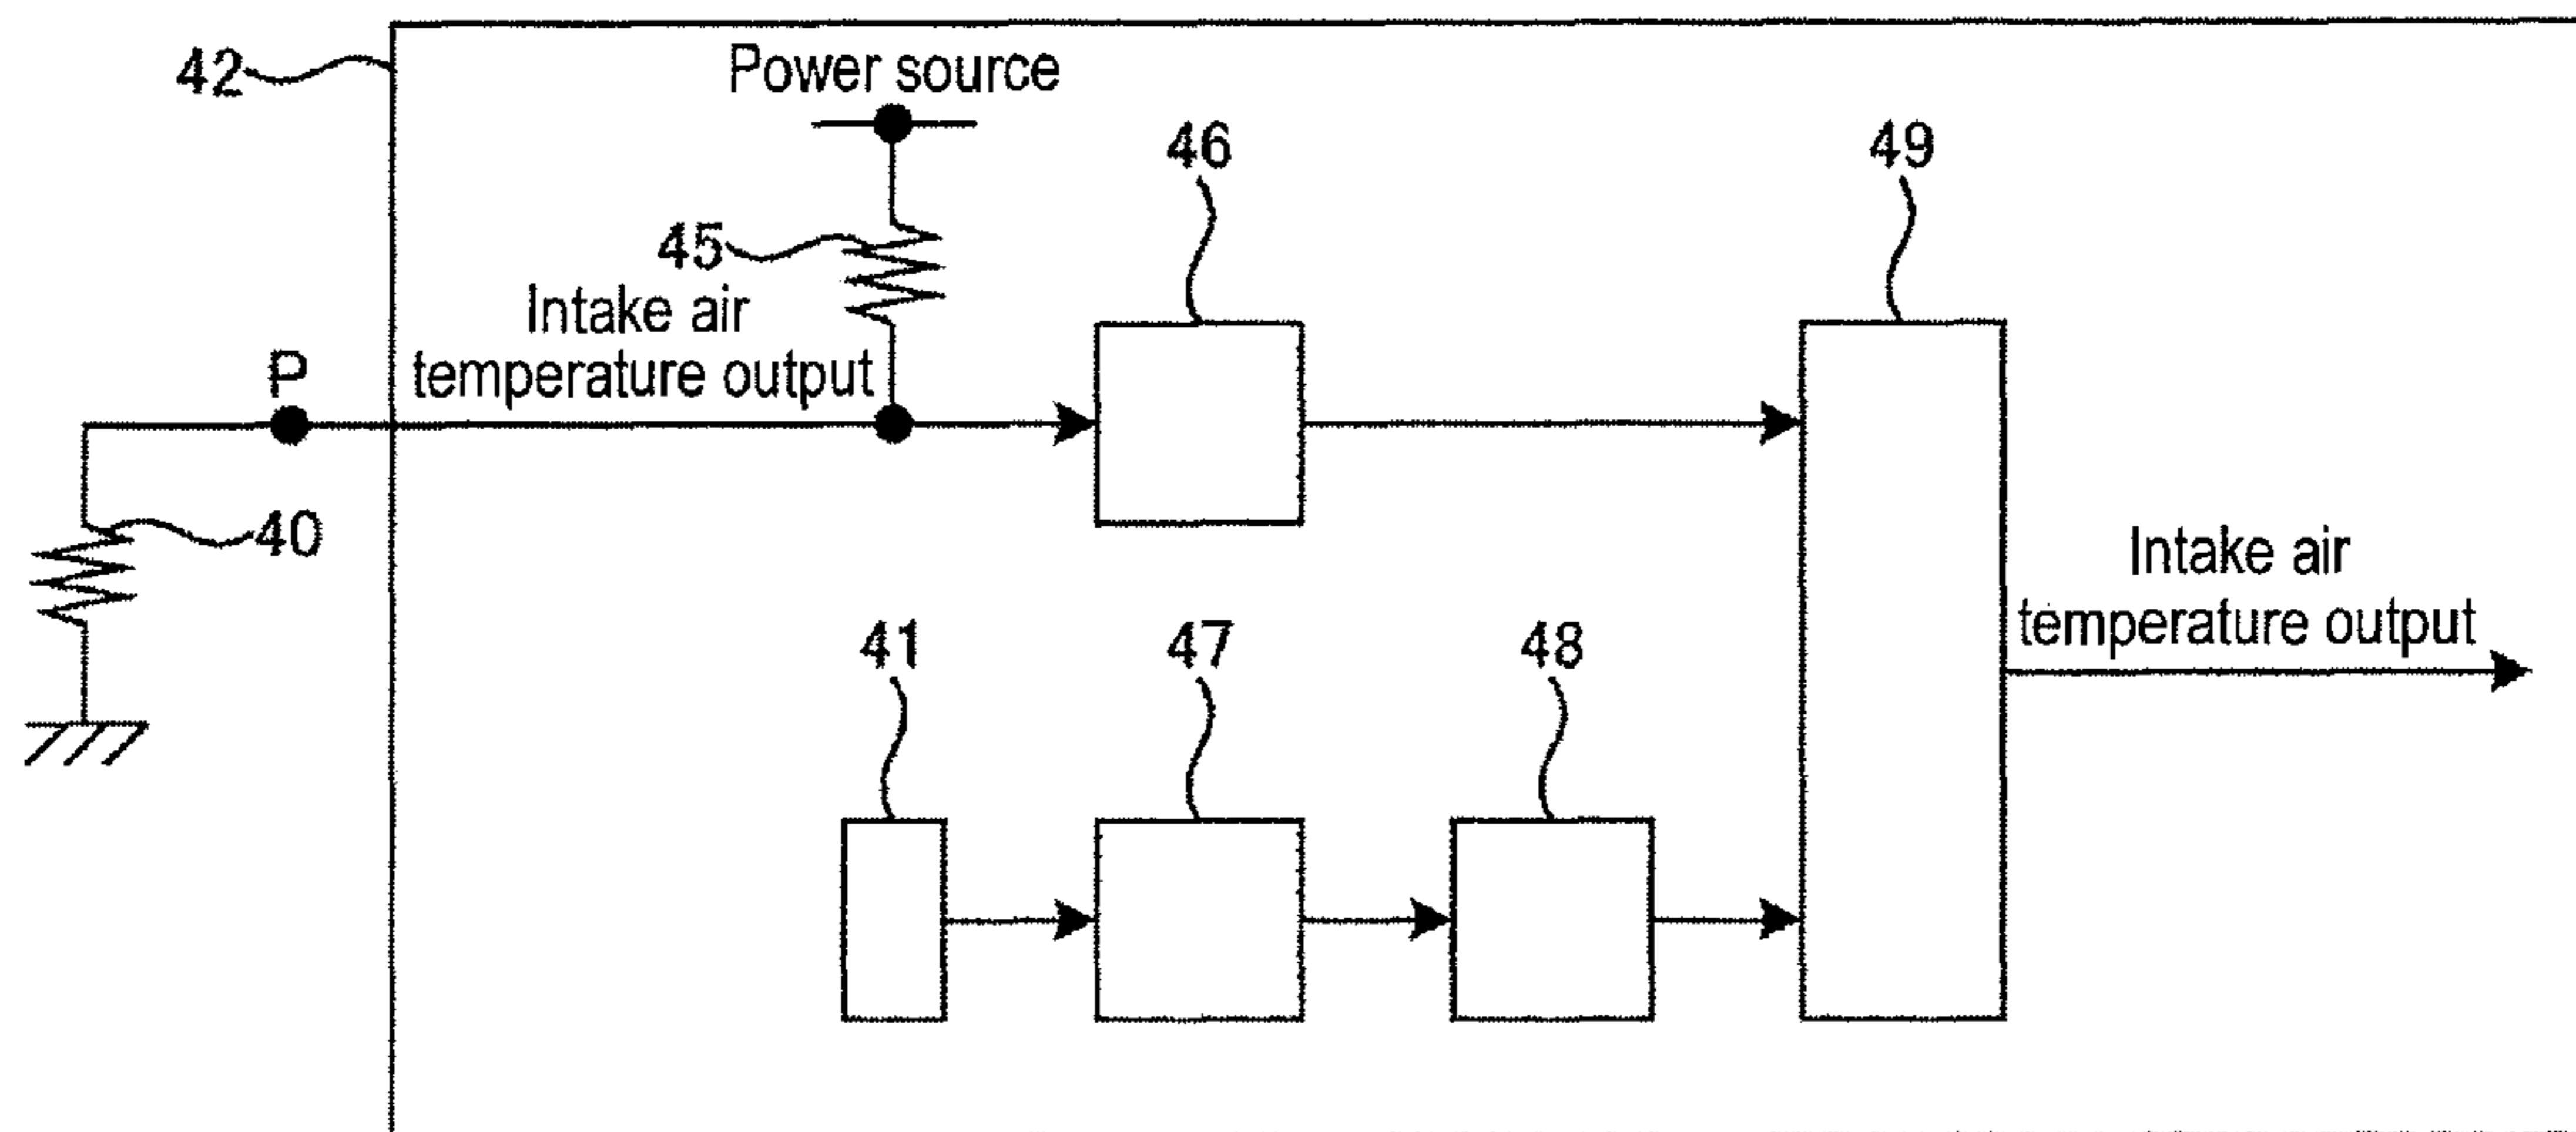 42
Power source
46
49
45
Intake air
temperature output
P
40
Intake air
temperature output
41
47
48